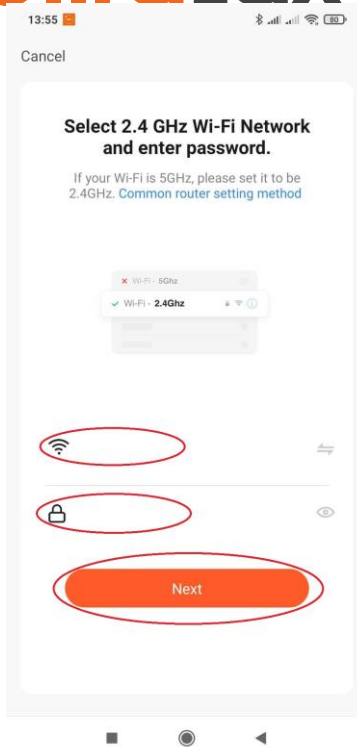 13:55
80
Cancel
Select 2.4 GHz Wi-Fi Network
and enter password.
If your Wi-Fi is 5GHz, please set it to be
2.4GHz. Common router setting method
Wi-Fi - 5Ghz
Wi-Fi - 2.4Ghz
Next